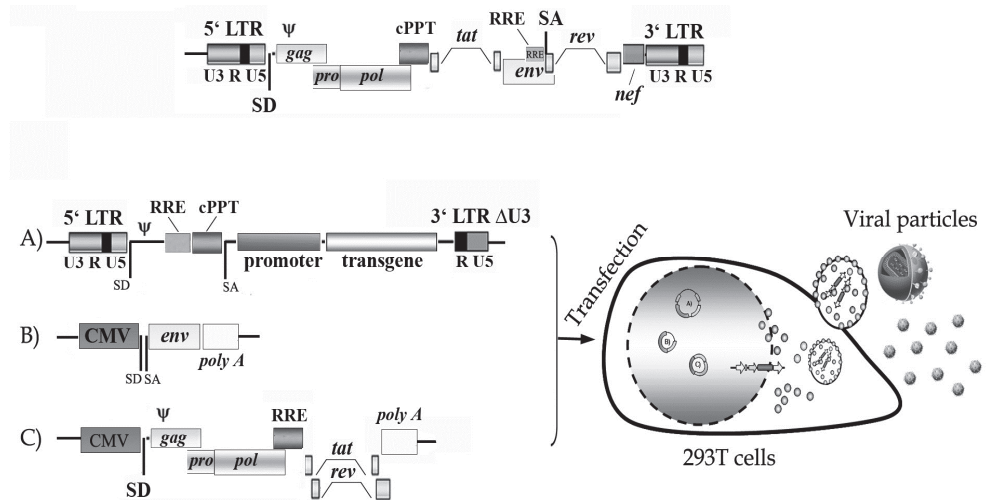 RRE SA
5‘ LTR ψ cPPT tat rev 3‘ LTR
gag RRE
env
U3 R U5 pro pol U3 R U5
SD nef
RRE cPPT 3‘ LTR ΔU3
5‘ LTR ψ
A)
U3 R U5 promoter transgene R U5
SD SA
B) CMV env
poly A
SD SA
ψ RRE poly A
C) CMV gag
pro pol tat
rev
SD
Transfection
Viral particles
A)
B)
C)
293T cells